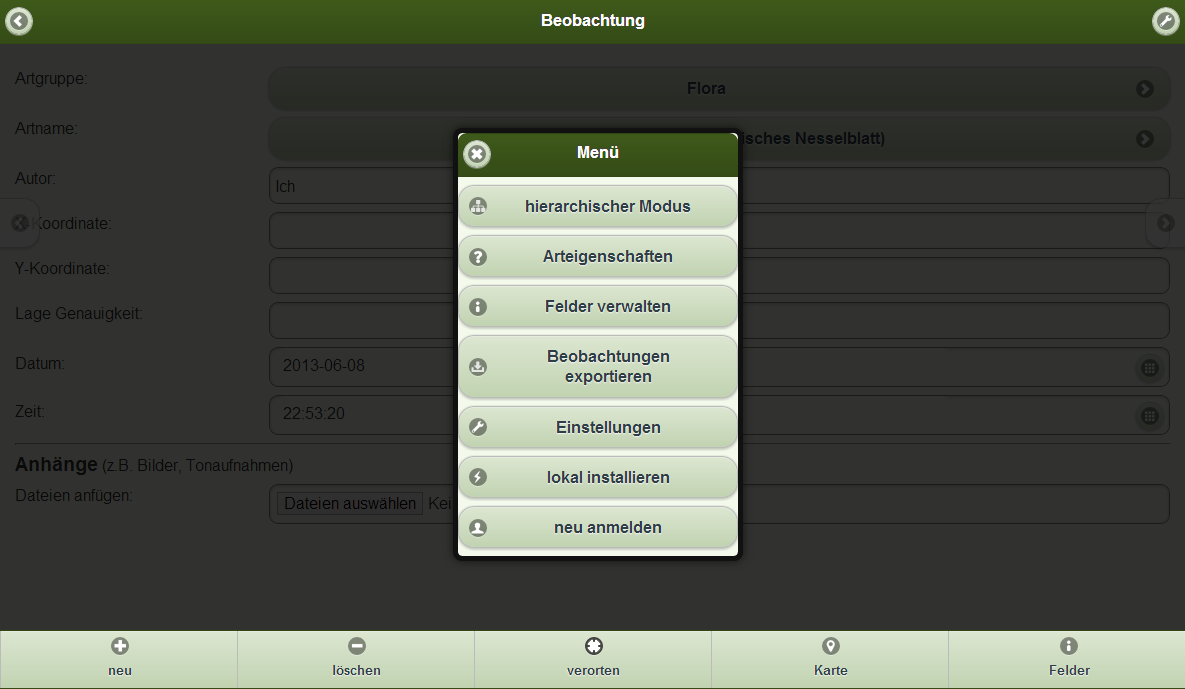 Beobachtung
Artgruppe:
Flora
Artname:
isches Nesselblatt)
Autor:
Ich
Koordinate:
Y-Koordinate:
Lage Genauigkeit:
Datum:
2013-06-08
Zeit:
22:53:20
Anhänge (z.B. Bilder, Tonaufnahmen)
Dateien anfügen:
Dateien auswählen Kei
Menü
hierarchischer Modus
Arteigenschaften
Felder verwalten
Beobachtungen
exportieren
Einstellungen
lokal installieren
neu anmelden
neu
löschen
verorten
Karte
Felder